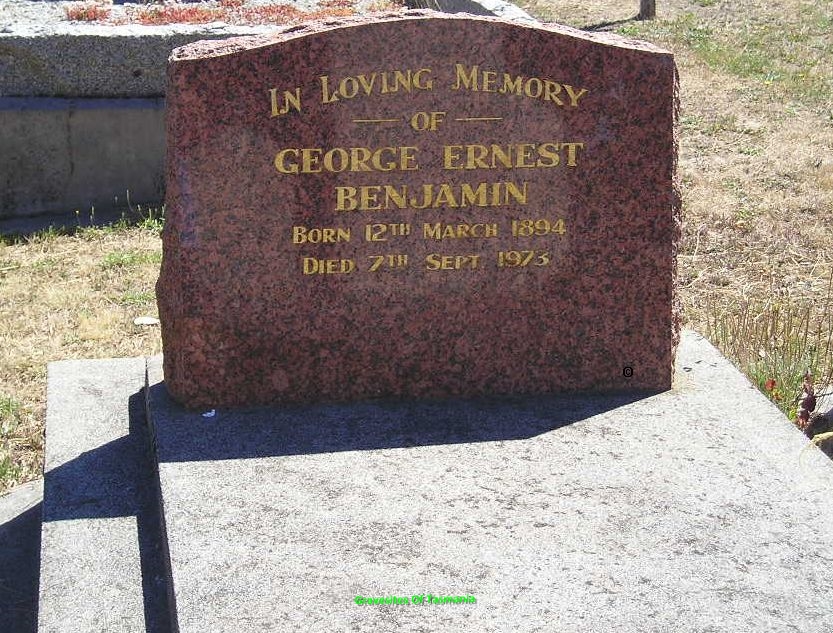 IN LOVING MEMORY
OF
GEORGE ERNEST
BENJAMIN
BORN 12TH MARCH 1894
DIED 7TH SEPT 1973
©
Gravesites Of Tasmania